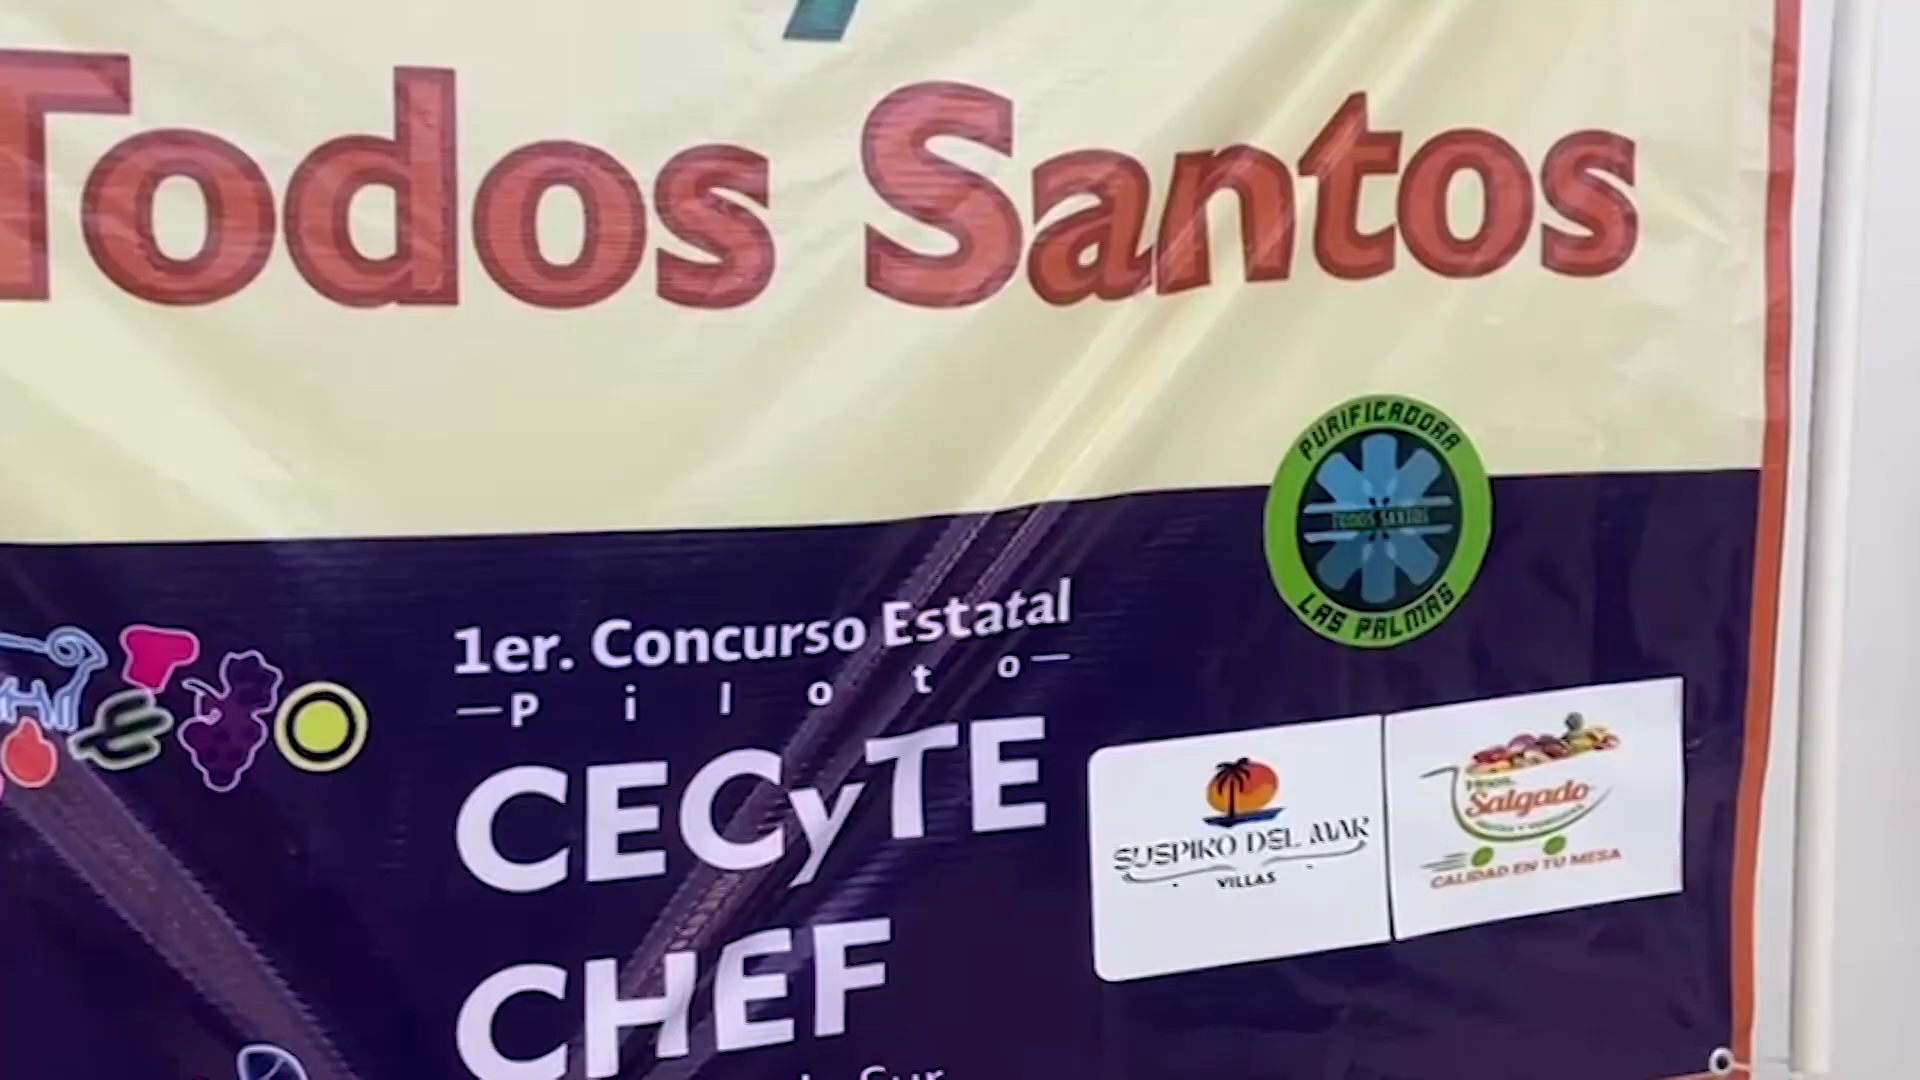 Todos Santos
PURIFICADORA
TODOS SANTOS
LAS PALMAS
1er. Concurso Estatal
Piloto
CECyTE
CHEF
SUSPIRO DEL MAR
VILLAS
Salgado
CALIDAD EN TU MESA
Sur